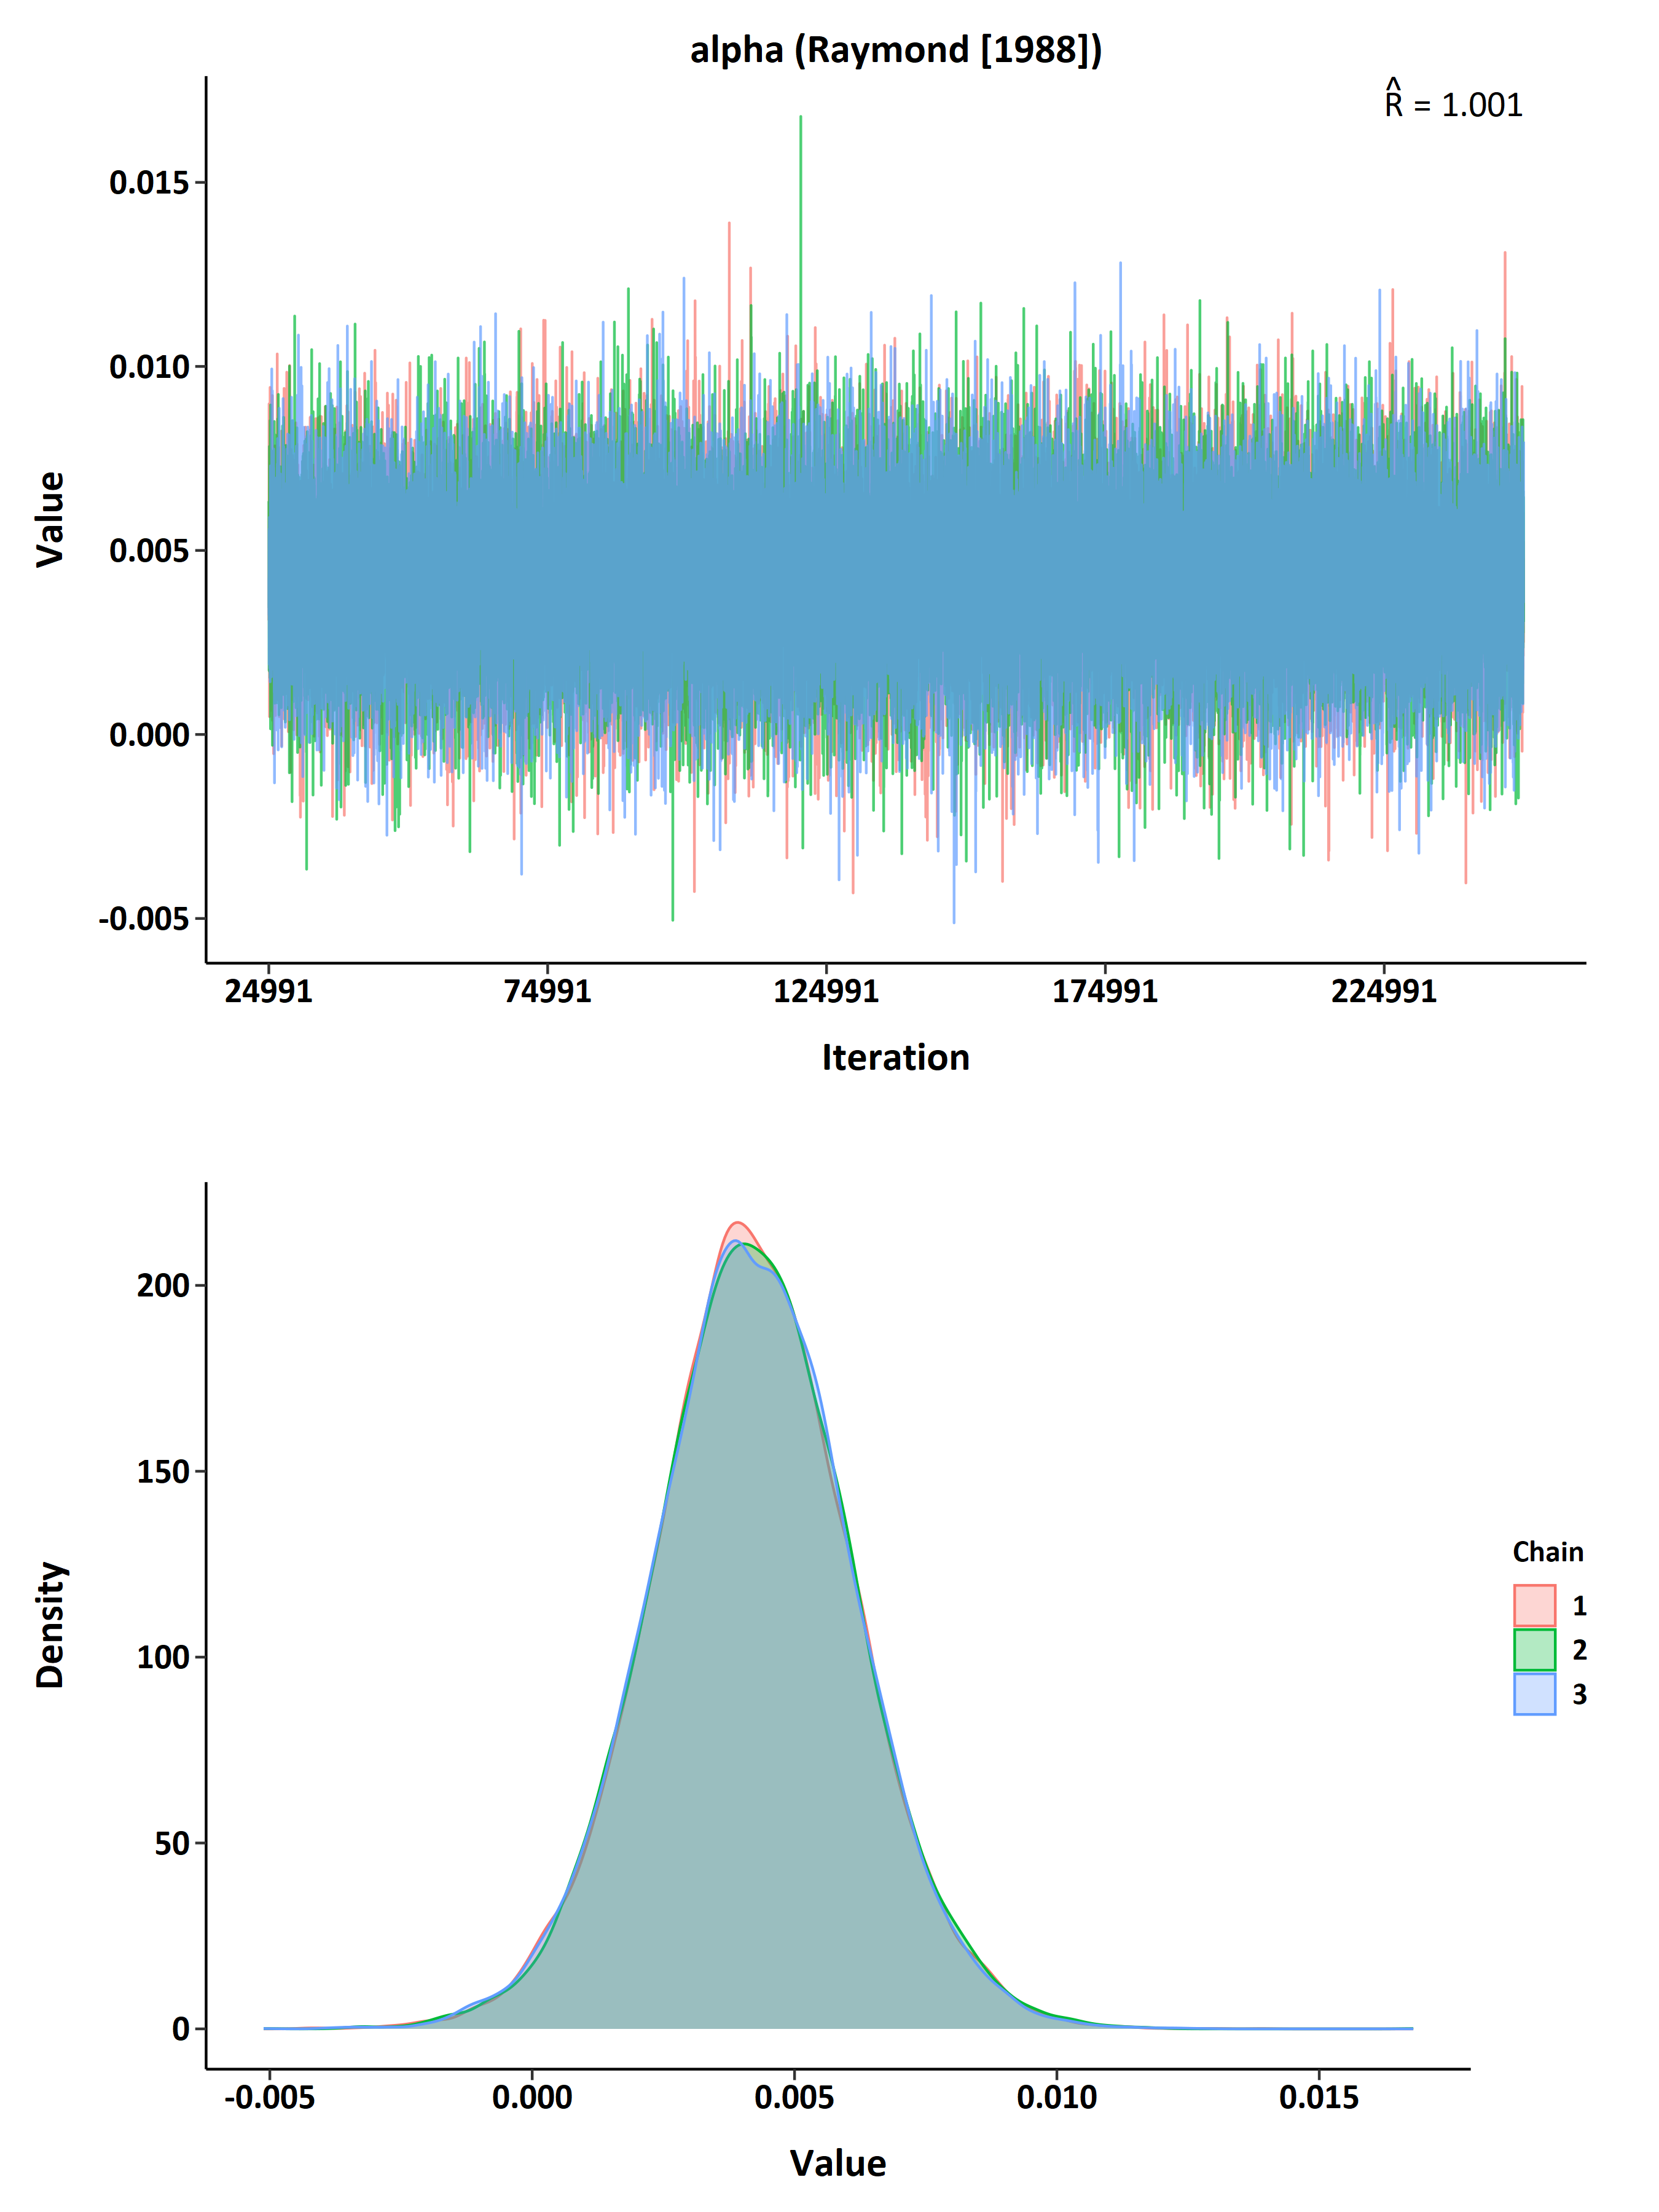 alpha (Raymond [1988])
R̂ = 1.001
Value
0.015
0.010
0.005
0.000
-0.005
24991 74991 124991 174991 224991
Iteration
Density
200
150
100
50
0
-0.005 0.000 0.005 0.010 0.015
Value
Chain
1
2
3